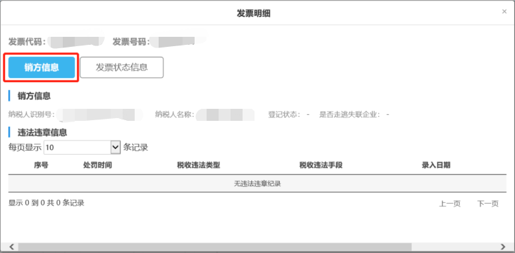 发票明细
×
发票代码： 发票号码：
销方信息 发票状态信息
销方信息
纳税人识别号： 纳税人名称： 登记状态： - 是否走逃失联企业： -
违法违章信息
每页显示 10 条记录
序号 处罚时间 税收违法类型 税收违法手段 录入日期
无违法违章纪录
显示 0 到 0 共 0 条记录 上一页 下一页